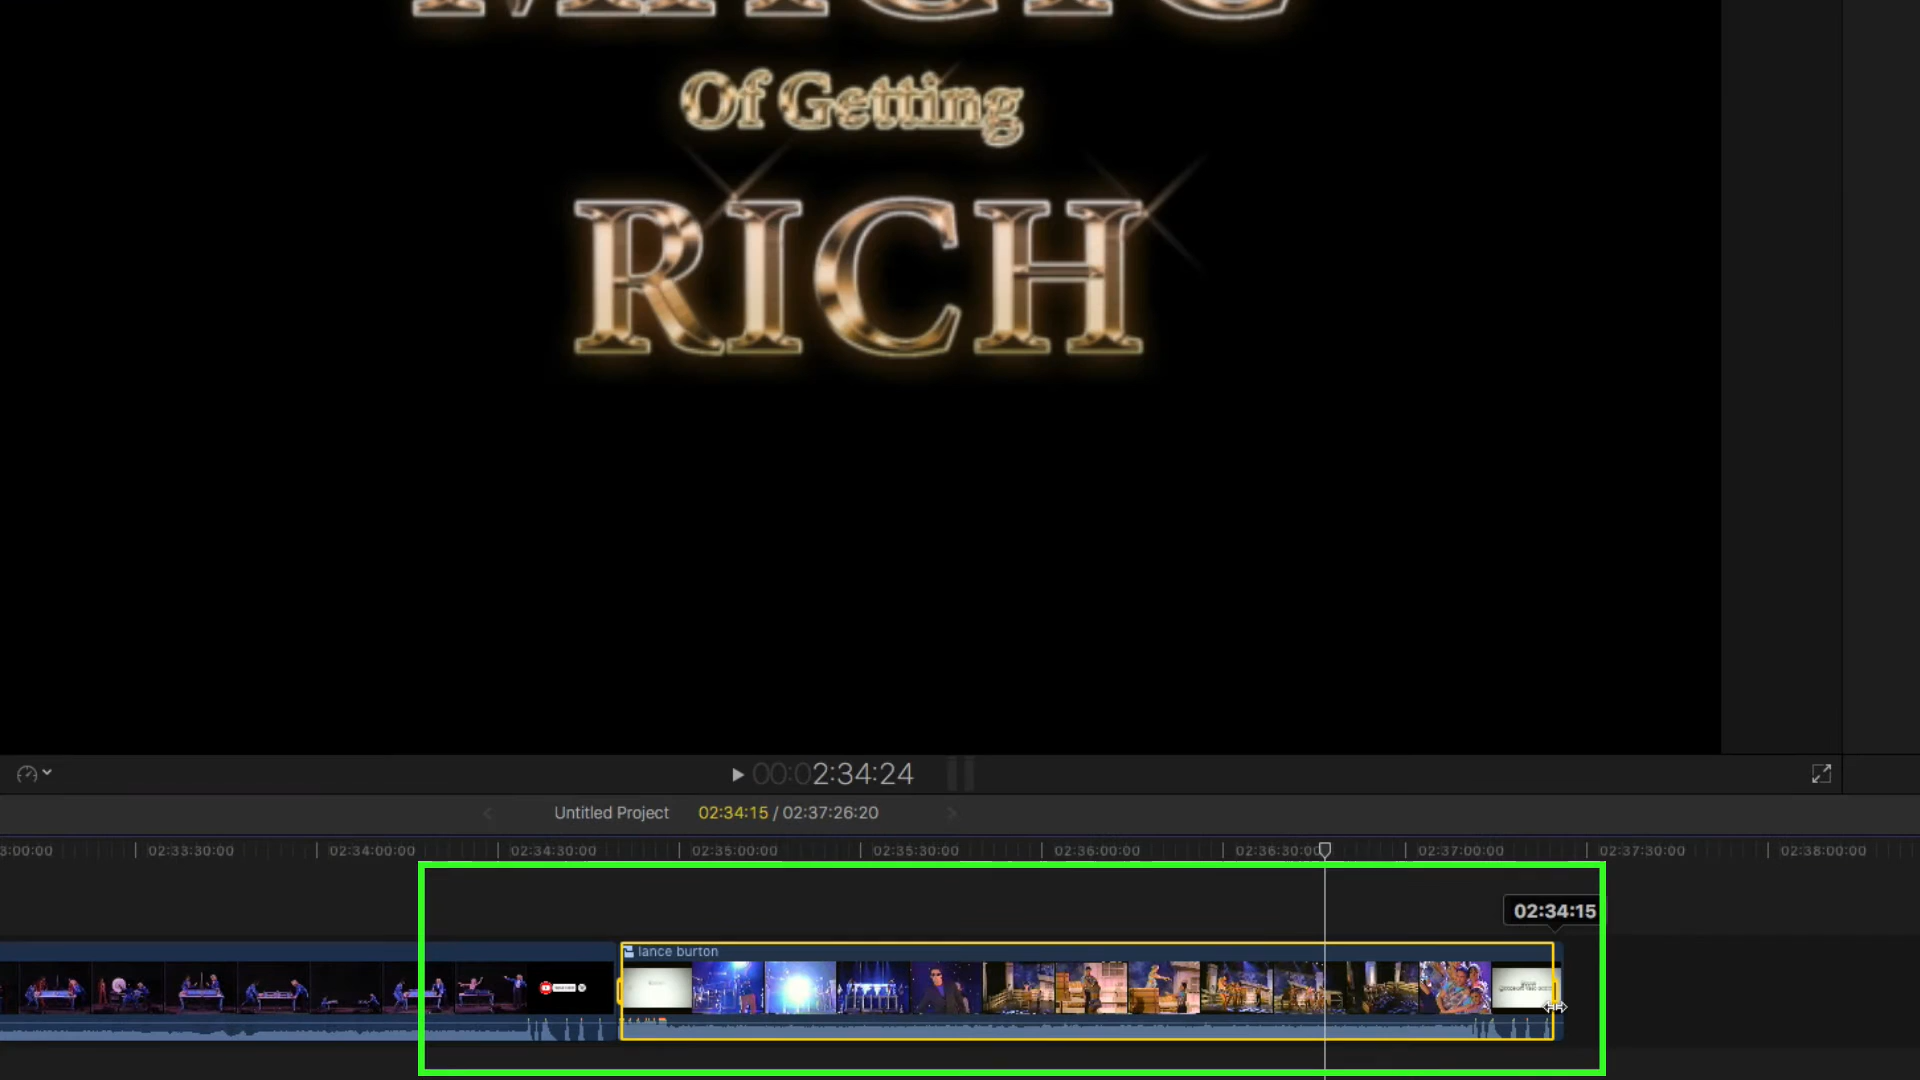 MAGIC
Of Getting
RICH
00:02:34:24
Untitled Project 02:34:15 / 02:37:26:20
3:00:00 02:33:30:00 02:34:00:00 02:34:30:00 02:35:00:00 02:35:30:00 02:36:00:00 02:36:30:00 02:37:00:00 02:37:30:00 02:38:00:00
02:34:15
lance burton